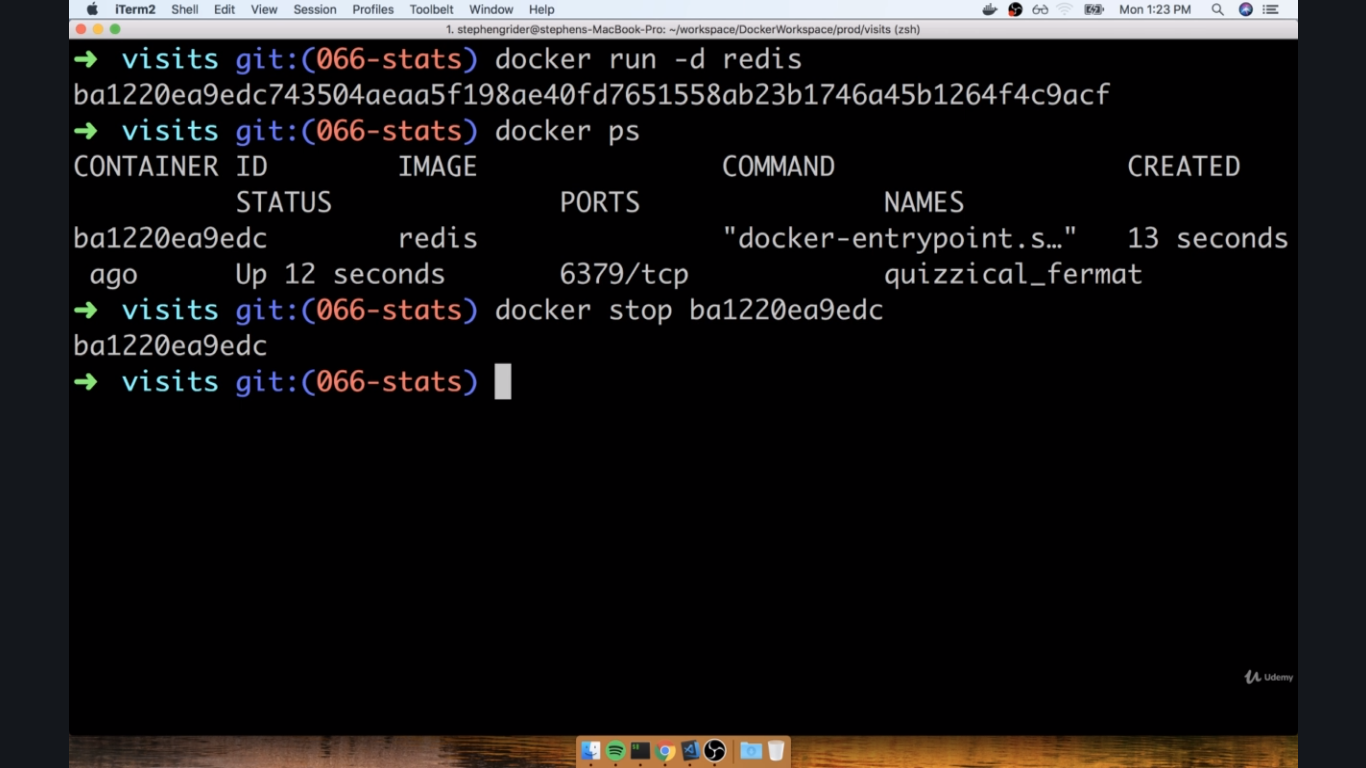 iTerm2 Shell Edit View Session Profiles Toolbelt Window Help Mon 1:23 PM
1. stephengrider@stephens-MacBook-Pro: ~/workspace/DockerWorkspace/prod/visits (zsh)
➜ visits git:(066-stats) docker run -d redis
ba1220ea9edc743504aeaa5f198ae40fd7651558ab23b1746a45b1264f4c9acf
➜ visits git:(066-stats) docker ps
CONTAINER ID IMAGE COMMAND CREATED
STATUS PORTS NAMES
ba1220ea9edc redis "docker-entrypoint.s…" 13 seconds
ago Up 12 seconds 6379/tcp quizzical_fermat
➜ visits git:(066-stats) docker stop ba1220ea9edc
ba1220ea9edc
➜ visits git:(066-stats)
Udemy